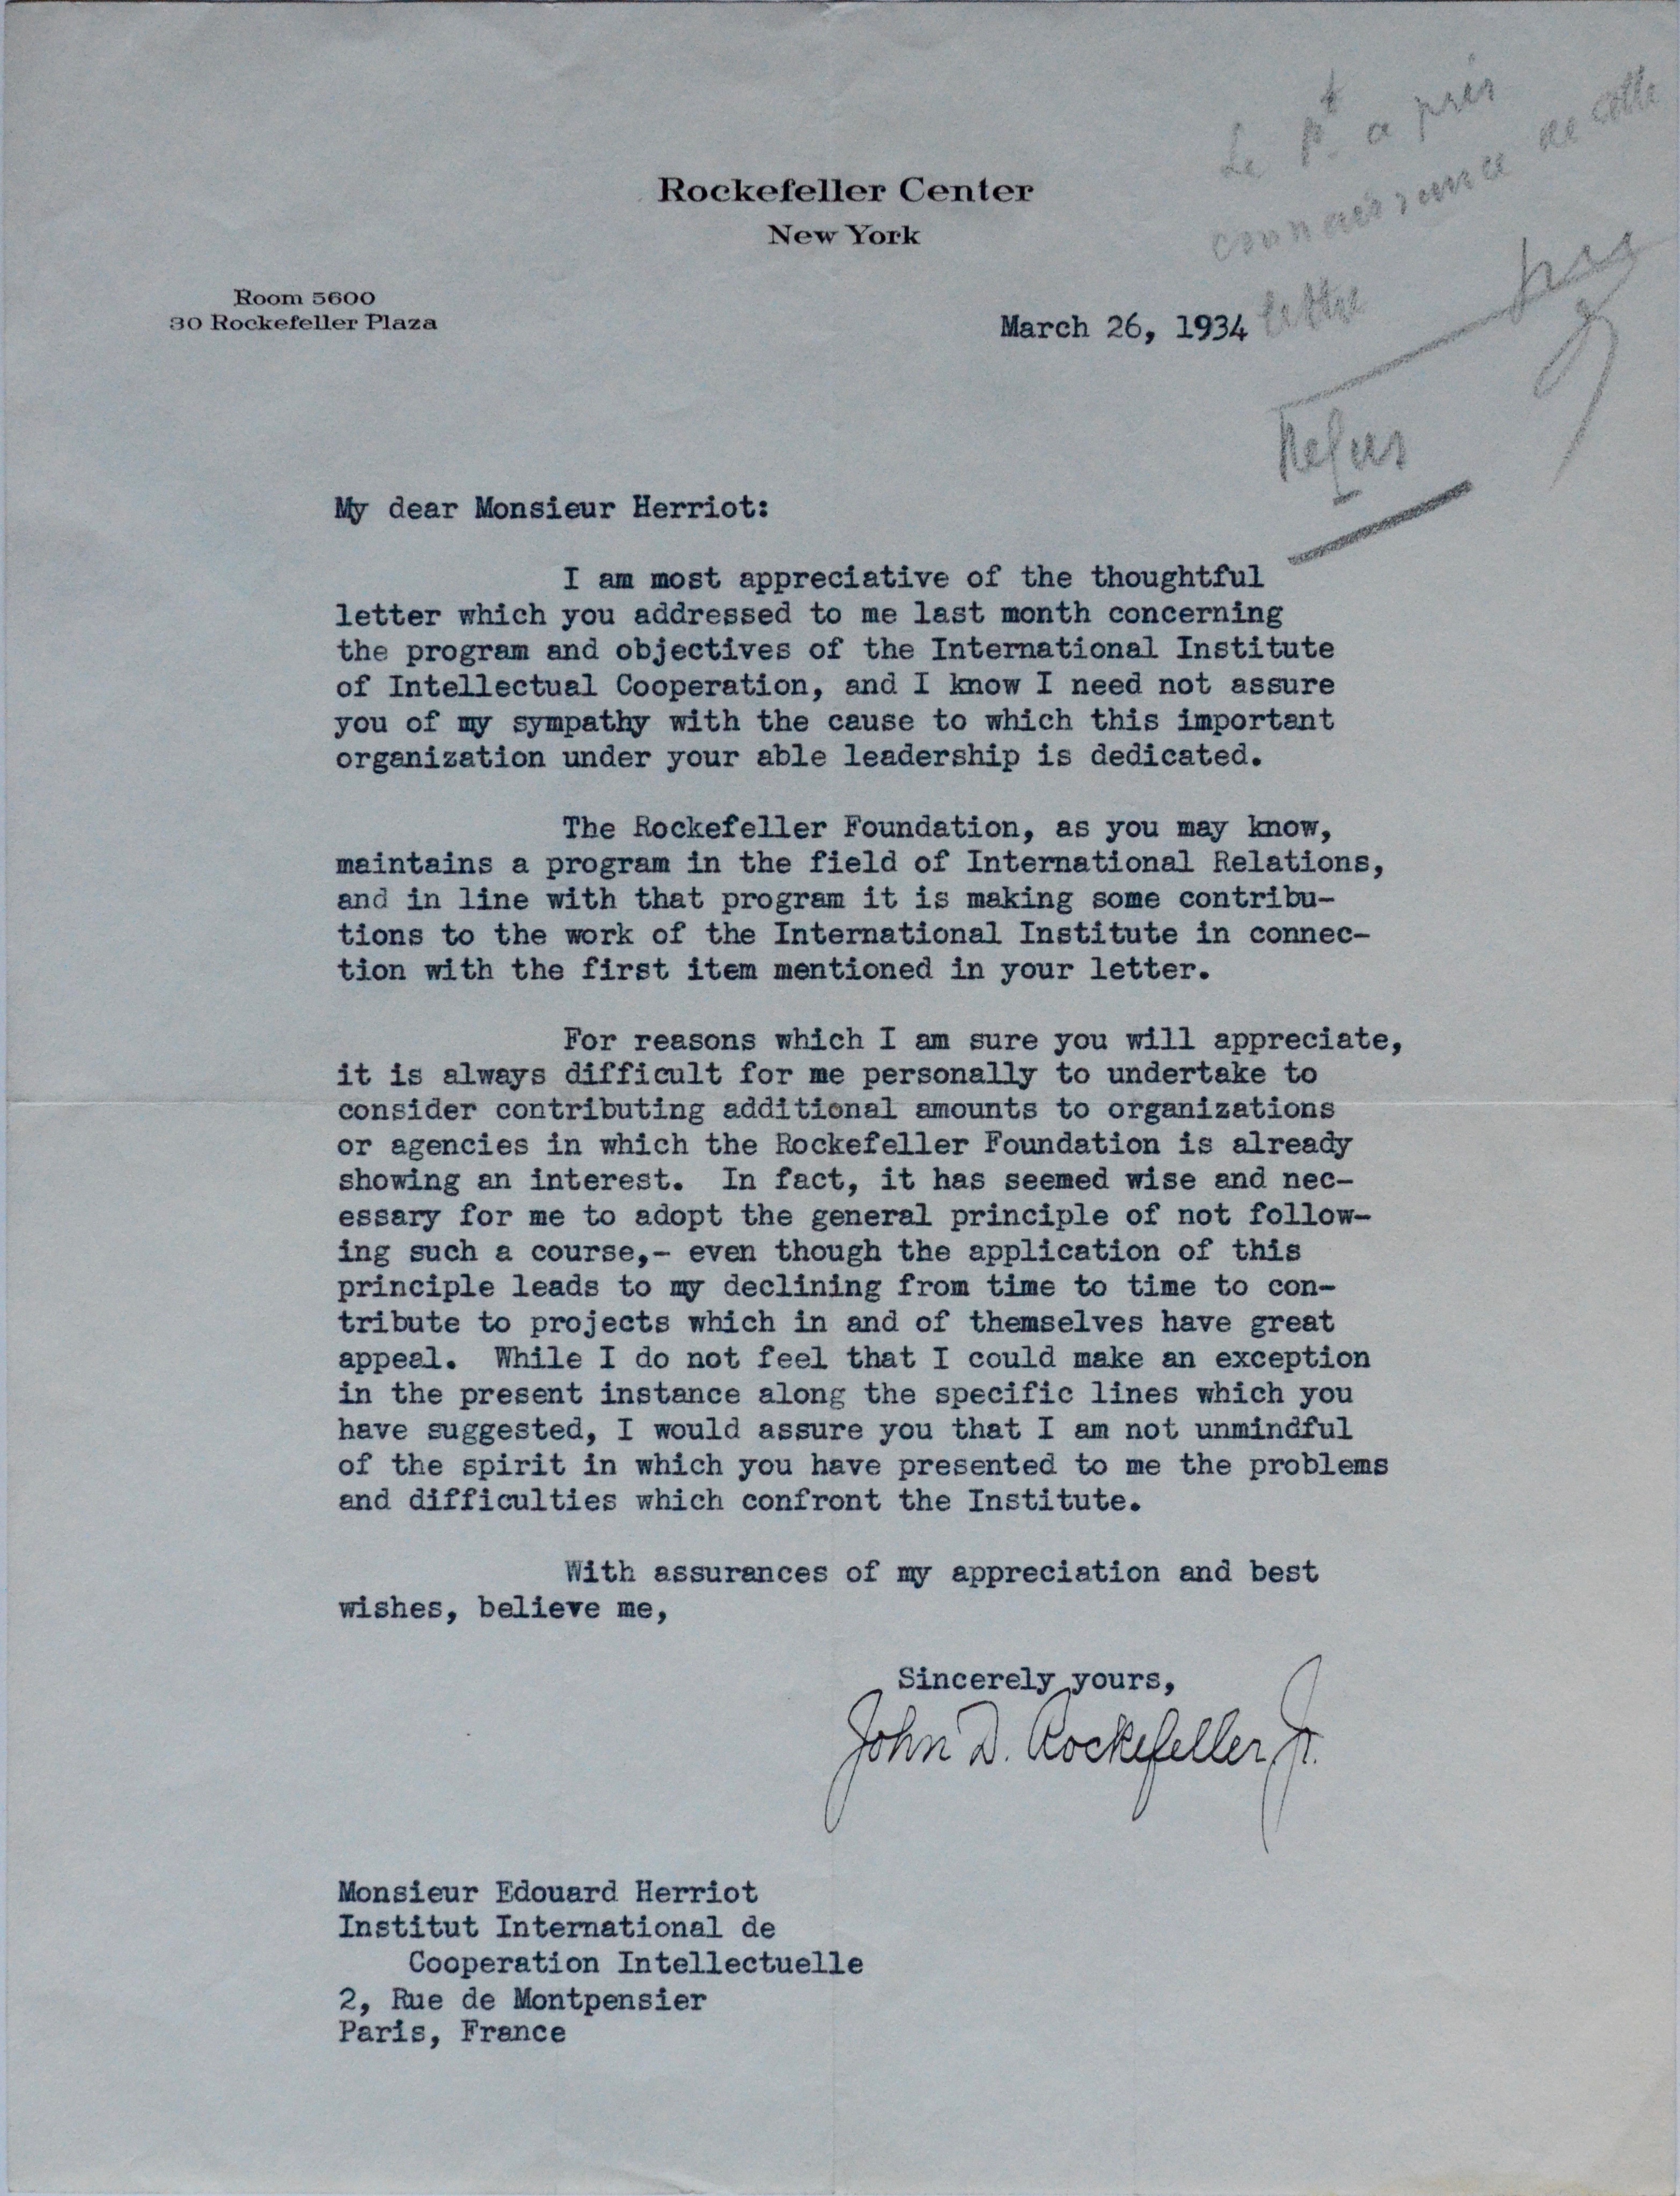 Le Pt a pris
connaissance de cette
lettre
Rockefeller Center
New York
Room 5600
30 Rockefeller Plaza
March 26, 1934
Refus
My dear Monsieur Herriot:
I am most appreciative of the thoughtful
letter which you addressed to me last month concerning
the program and objectives of the International Institute
of Intellectual Cooperation, and I know I need not assure
you of my sympathy with the cause to which this important
organization under your able leadership is dedicated.
The Rockefeller Foundation, as you may know,
maintains a program in the field of International Relations,
and in line with that program it is making some contribu-
tions to the work of the International Institute in connec-
tion with the first item mentioned in your letter.
For reasons which I am sure you will appreciate,
it is always difficult for me personally to undertake to
consider contributing additional amounts to organizations
or agencies in which the Rockefeller Foundation is already
showing an interest. In fact, it has seemed wise and nec-
essary for me to adopt the general principle of not follow-
ing such a course,- even though the application of this
principle leads to my declining from time to time to con-
tribute to projects which in and of themselves have great
appeal. While I do not feel that I could make an exception
in the present instance along the specific lines which you
have suggested, I would assure you that I am not unmindful
of the spirit in which you have presented to me the problems
and difficulties which confront the Institute.
With assurances of my appreciation and best
wishes, believe me,
Sincerely yours,
John D. Rockefeller, Jr.
Monsieur Edouard Herriot
Institut International de
Cooperation Intellectuelle
2, Rue de Montpensier
Paris, France